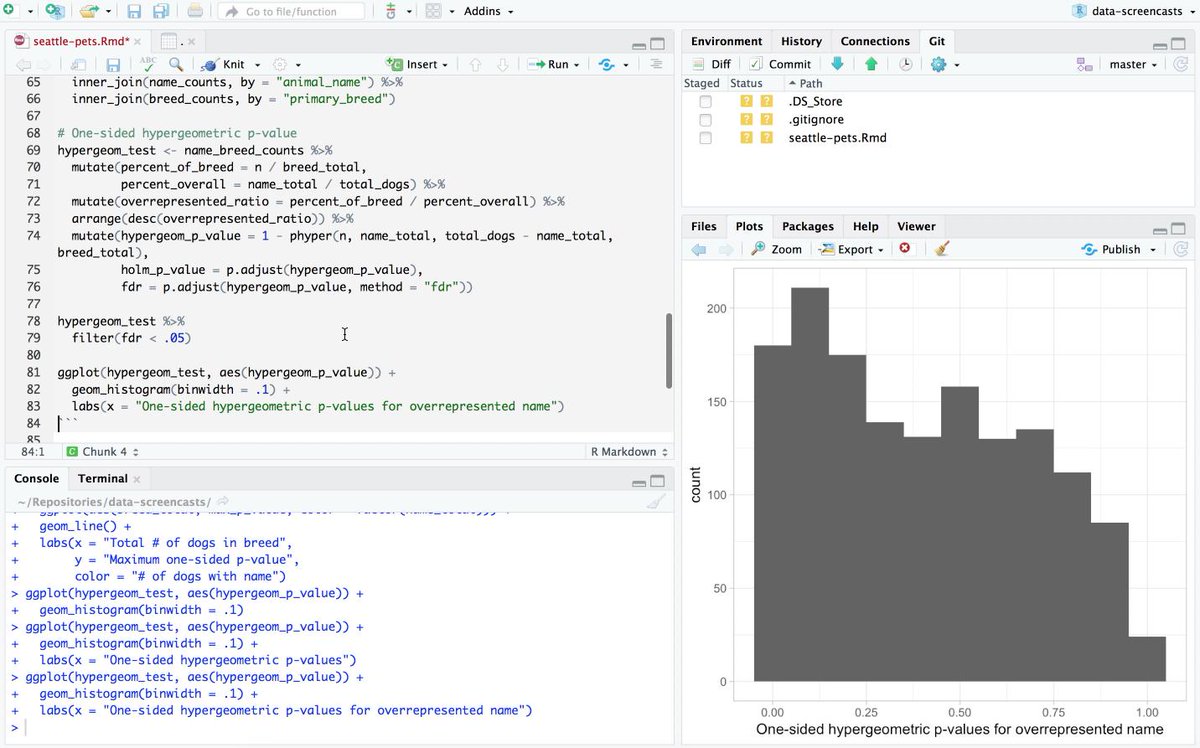 Go to file/function
Addins
data-screencasts
seattle-pets.Rmd*
.
ABC
Knit
Insert
Run
65 inner_join(name_counts, by = "animal_name") %>%
66 inner_join(breed_counts, by = "primary_breed")
67
68 # One-sided hypergeometric p-value
69 hypergeom_test <- name_breed_counts %>%
70 mutate(percent_of_breed = n / breed_total,
71 percent_overall = name_total / total_dogs) %>%
72 mutate(overrepresented_ratio = percent_of_breed / percent_overall) %>%
73 arrange(desc(overrepresented_ratio)) %>%
74 mutate(hypergeom_p_value = 1 - phyper(n, name_total, total_dogs - name_total,
breed_total),
75 holm_p_value = p.adjust(hypergeom_p_value),
76 fdr = p.adjust(hypergeom_p_value, method = "fdr"))
77
78 hypergeom_test %>%
79 filter(fdr < .05)
80
81 ggplot(hypergeom_test, aes(hypergeom_p_value)) +
82 geom_histogram(binwidth = .1) +
83 labs(x = "One-sided hypergeometric p-values for overrepresented name")
84 ```
85
84:1 Chunk 4 R Markdown
Console Terminal
~/Repositories/data-screencasts/
+ geom_line() +
+ labs(x = "Total # of dogs in breed",
+ y = "Maximum one-sided p-value",
+ color = "# of dogs with name")
> ggplot(hypergeom_test, aes(hypergeom_p_value)) +
+ geom_histogram(binwidth = .1)
> ggplot(hypergeom_test, aes(hypergeom_p_value)) +
+ geom_histogram(binwidth = .1) +
+ labs(x = "One-sided hypergeometric p-values")
> ggplot(hypergeom_test, aes(hypergeom_p_value)) +
+ geom_histogram(binwidth = .1) +
+ labs(x = "One-sided hypergeometric p-values for overrepresented name")
>
Environment History Connections Git
Diff Commit master
Staged Status Path
? ? .DS_Store
? ? .gitignore
? ? seattle-pets.Rmd
Files Plots Packages Help Viewer
Zoom Export Publish
200
150
100
50
0
count
0.00 0.25 0.50 0.75 1.00
One-sided hypergeometric p-values for overrepresented name